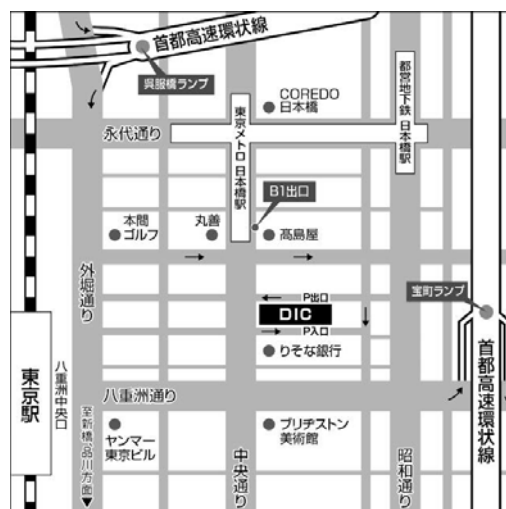 首都高速環状線
呉服橋ランプ
COREDO
日本橋
東京メトロ 日本橋駅
都営地下鉄 日本橋駅
永代通り
B1出口
本間
ゴルフ
丸善
高島屋
外堀通り
P出口
DIC
P入口
宝町ランプ
りそな銀行
東京駅
八重洲中央口
八重洲通り
首都高速環状線
至新橋、品川方面
ヤンマー
東京ビル
中央通り
ブリヂストン
美術館
昭和通り